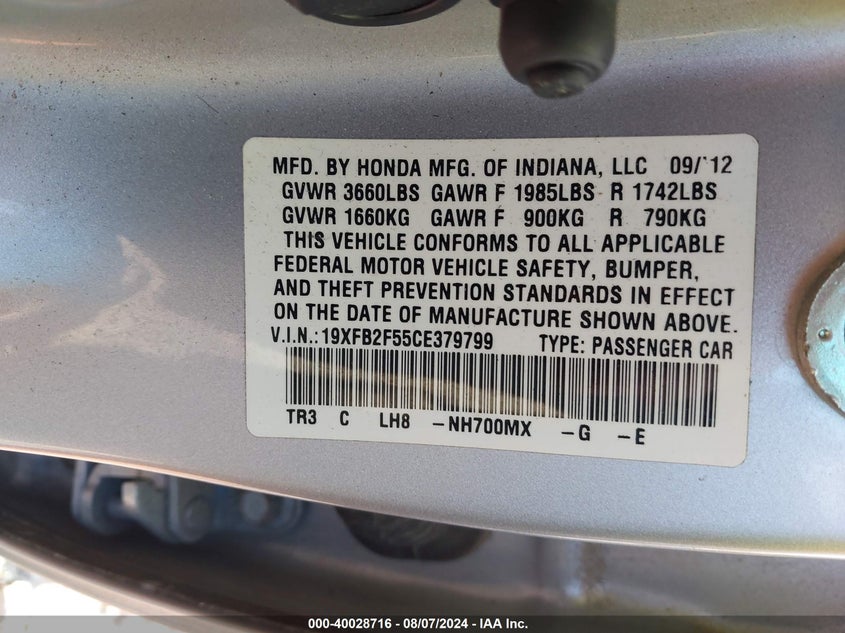 MFD. BY HONDA MFG. OF INDIANA, LLC 09/'12
GVWR 3660LBS GAWR F 1985LBS R 1742LBS
GVWR 1660KG GAWR F 900KG R 790KG
THIS VEHICLE CONFORMS TO ALL APPLICABLE
FEDERAL MOTOR VEHICLE SAFETY, BUMPER,
AND THEFT PREVENTION STANDARDS IN EFFECT
ON THE DATE OF MANUFACTURE SHOWN ABOVE.
V.I.N.:19XFB2F55CE379799 TYPE: PASSENGER CAR
TR3 C LH8 -NH700MX -G -E
000-40028716 - 08/07/2024 - IAA Inc.